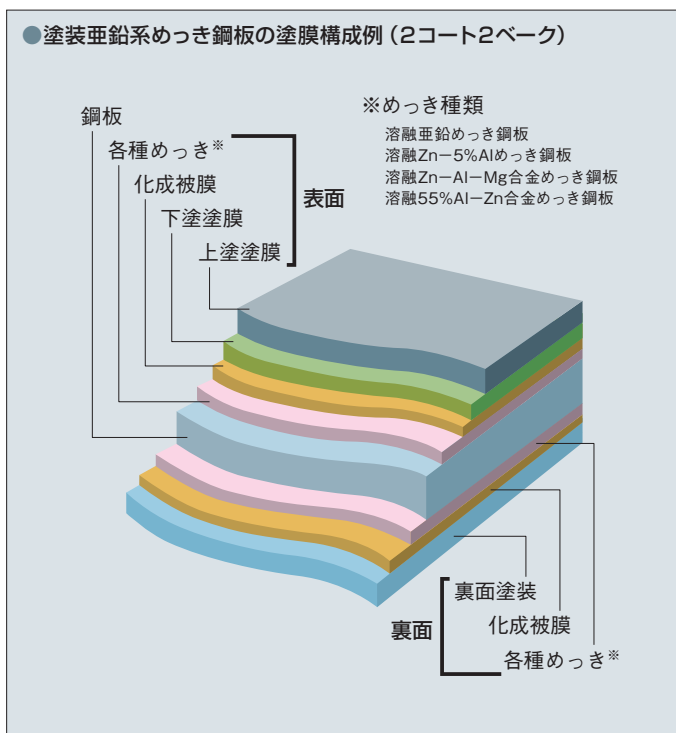 ●塗装亜鉛系めっき鋼板の塗膜構成例（2コート2ベーク）
鋼板
各種めっき※
化成被膜
下塗塗膜
上塗塗膜
表面
※めっき種類
溶融亜鉛めっき鋼板
溶融Zn－5%Alめっき鋼板
溶融Zn－Al－Mg合金めっき鋼板
溶融55%Al－Zn合金めっき鋼板
裏面
裏面塗装
化成被膜
各種めっき※